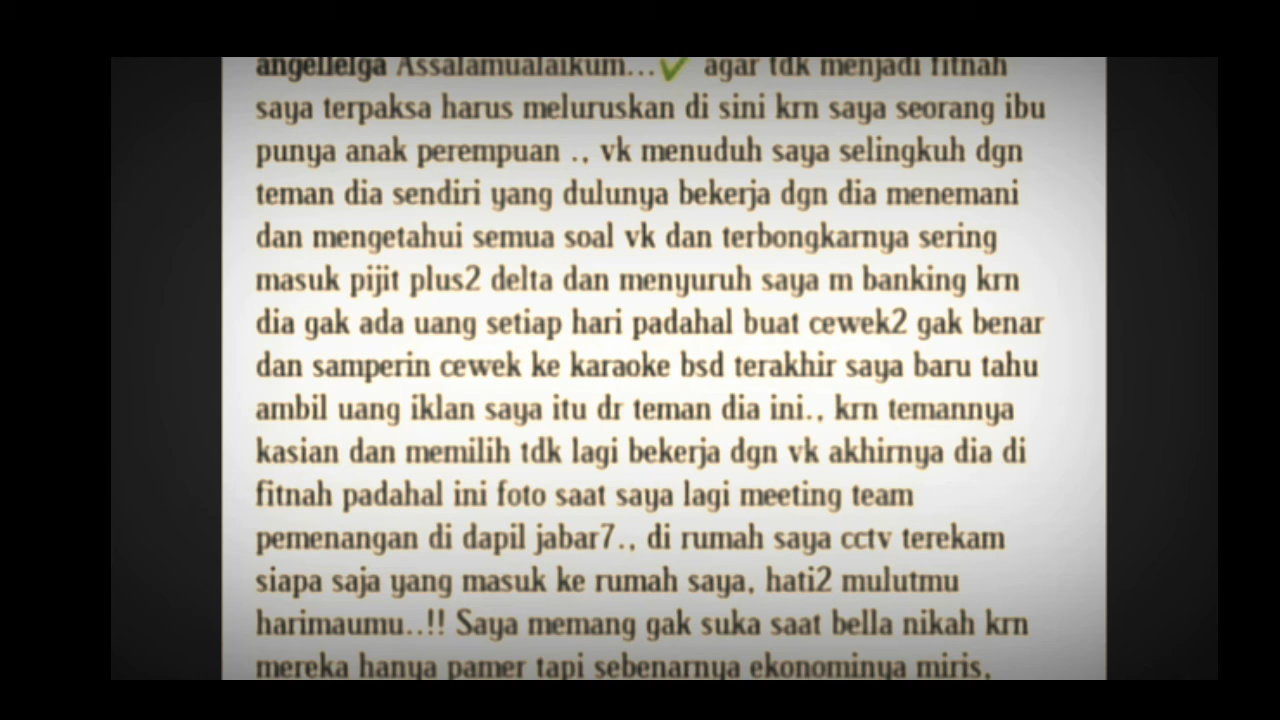 angellelga Assalamualaikum...✔ agar tdk menjadi fitnah
saya terpaksa harus meluruskan di sini krn saya seorang ibu
punya anak perempuan ., vk menuduh saya selingkuh dgn
teman dia sendiri yang dulunya bekerja dgn dia menemani
dan mengetahui semua soal vk dan terbongkarnya sering
masuk pijit plus2 delta dan menyuruh saya m banking krn
dia gak ada uang setiap hari padahal buat cewek2 gak benar
dan samperin cewek ke karaoke bsd terakhir saya baru tahu
ambil uang iklan saya itu dr teman dia ini., krn temannya
kasian dan memilih tdk lagi bekerja dgn vk akhirnya dia di
fitnah padahal ini foto saat saya lagi meeting team
pemenangan di dapil jabar7., di rumah saya cctv terekam
siapa saja yang masuk ke rumah saya, hati2 mulutmu
harimaumu..!! Saya memang gak suka saat bella nikah krn
mereka hanya pamer tapi sebenarnya ekonominya miris,